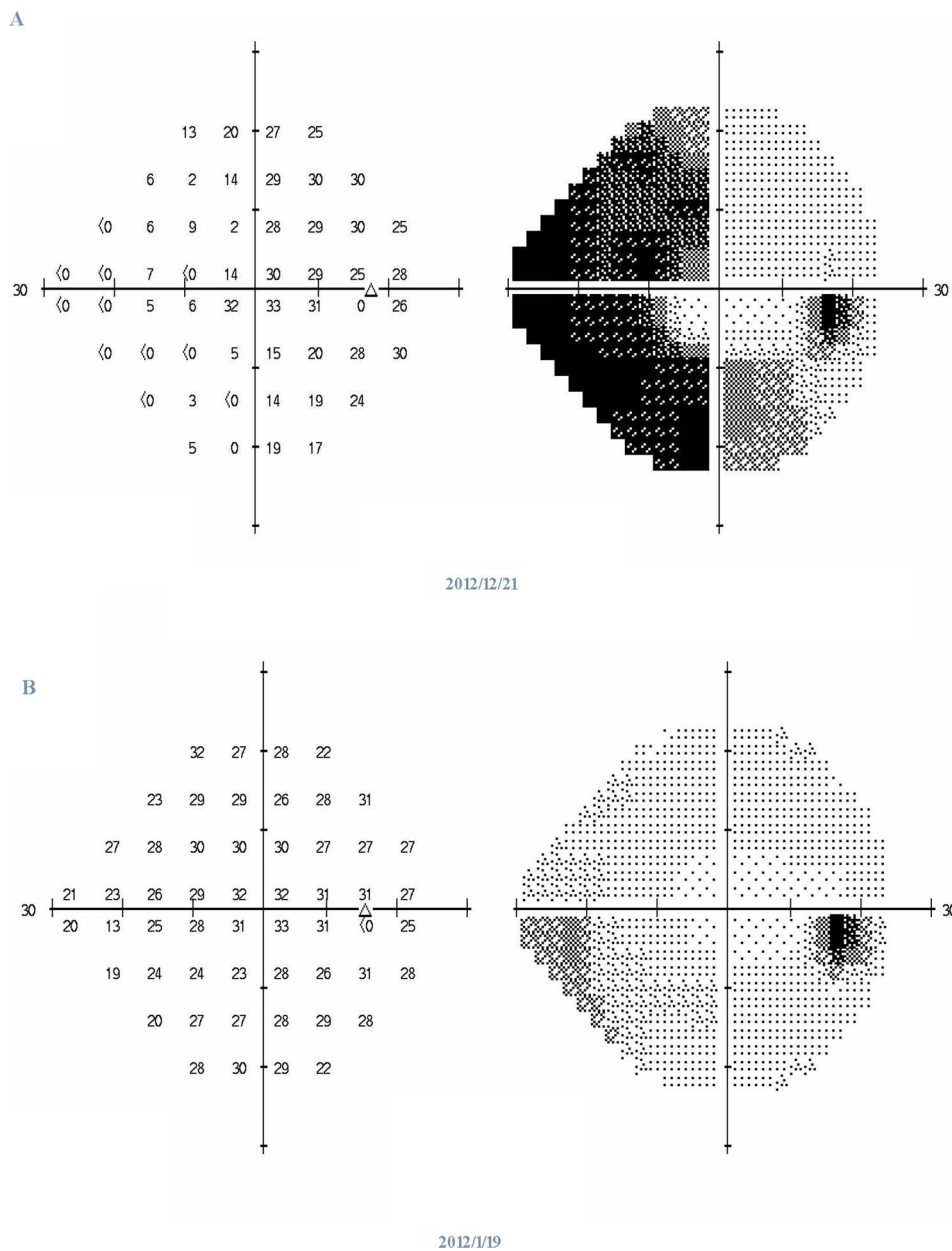 A
13 20 27 25
6 2 14 29 30 30
<0 6 9 2 28 29 30 25
<0 <0 7 <0 14 30 29 25 28
30 30
<0 <0 5 6 32 33 31 0 26
<0 <0 <0 5 15 20 28 30
<0 3 <0 14 19 24
5 0 19 17
2012/12/21
B
32 27 28 22
23 29 29 26 28 31
27 28 30 30 30 27 27 27
21 23 26 29 32 32 31 31 27
30 30
20 13 25 28 31 33 31 <0 25
19 24 24 23 28 26 31 28
20 27 27 28 29 28
28 30 29 22
2012/1/19